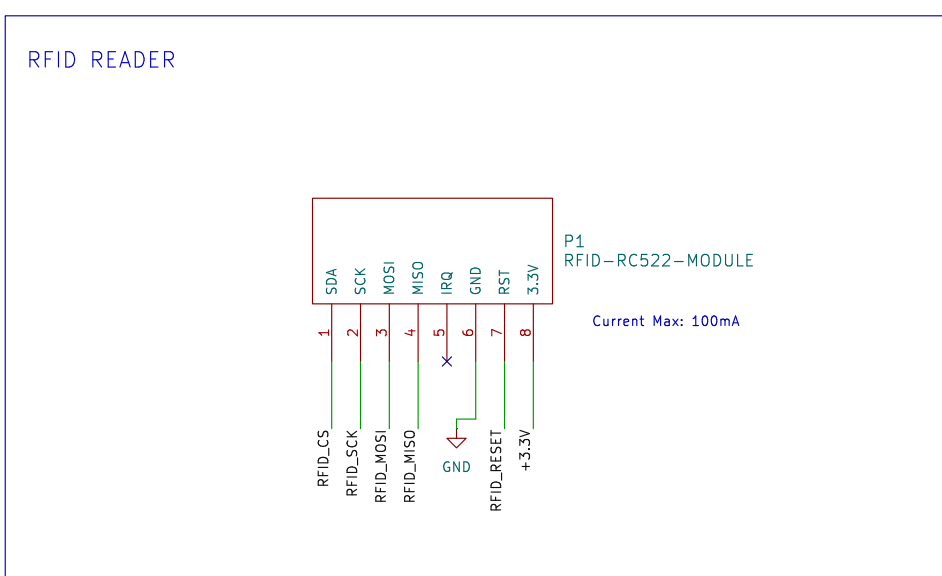 RFID READER
P1
RFID-RC522-MODULE
SDA
SCK
MOSI
MISO
IRQ
GND
RST
3.3V
Current Max: 100mA
1
2
3
4
5
6
7
8
RFID_CS
RFID_SCK
RFID_MOSI
RFID_MISO
GND
RFID_RESET
+3.3V